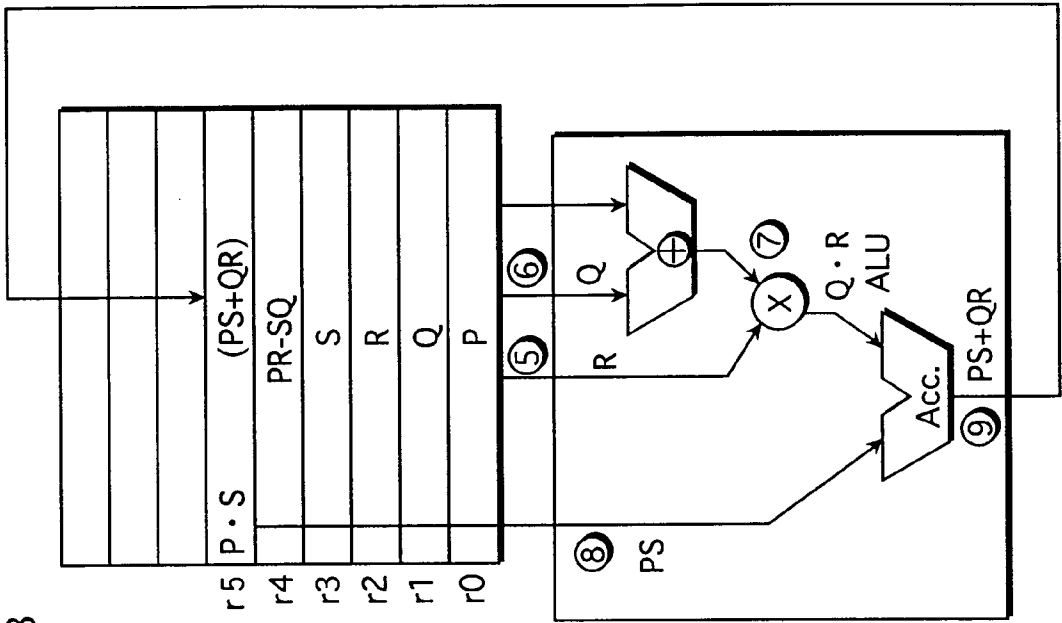 r5 P · S (PS+QR)
r4 PR-SQ
r3 S
r2 R
r1 Q
r0 P
⑤ ⑥
R Q
+
⑦
X
Q · R
ALU
⑧
PS
Acc.
⑨ PS+QR